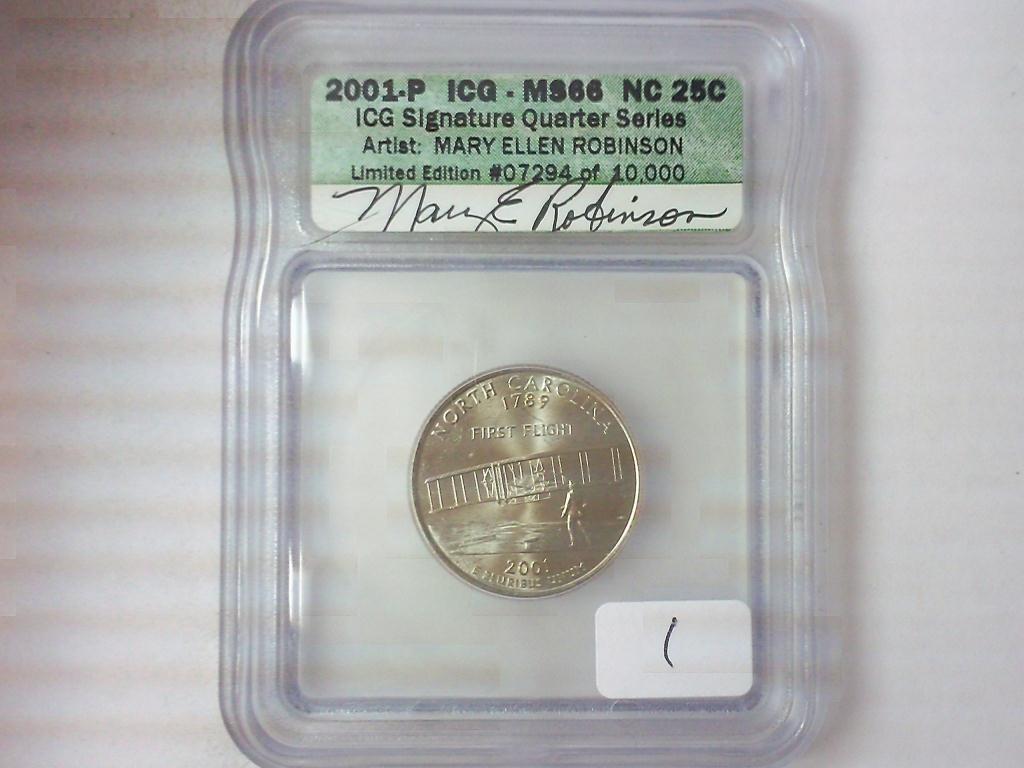 2001-P ICG - MS66 NC 25C
ICG Signature Quarter Series
Artist: MARY ELLEN ROBINSON
Limited Edition #07294 of 10,000
Mary E Robinson
NORTH CAROLINA
1789
FIRST FLIGHT
2001
E PLURIBUS UNUM
1